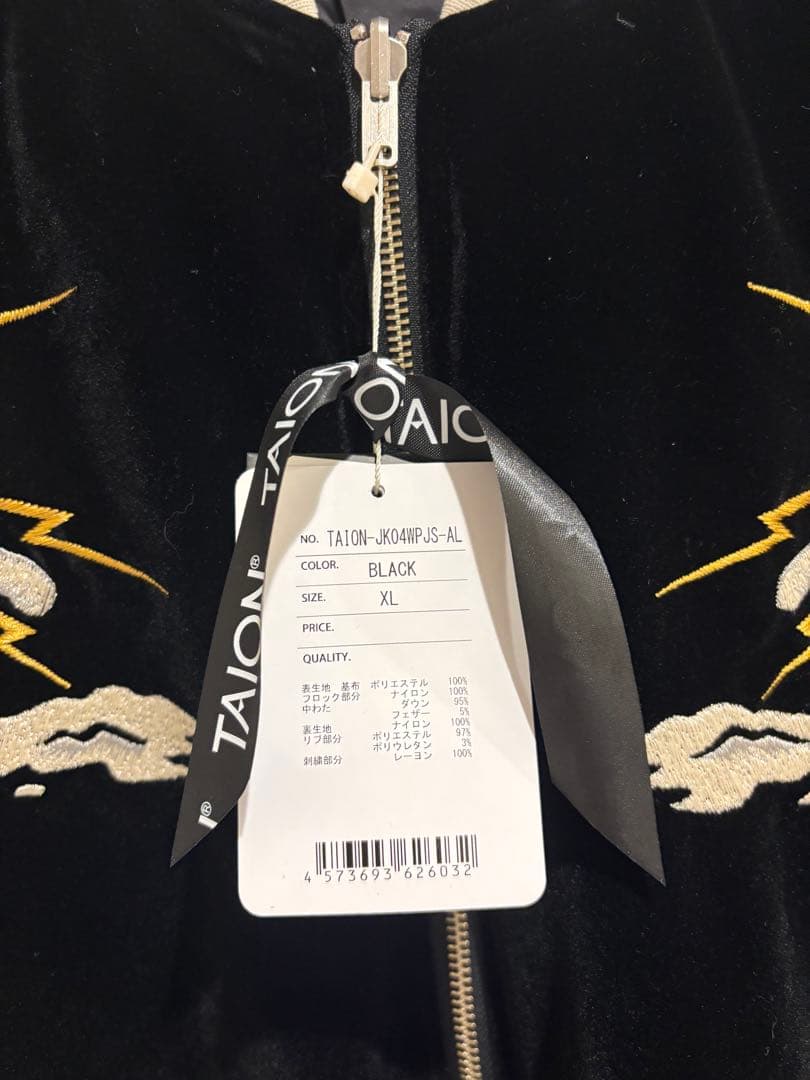 TAION
ON
TAION
TAIO
TAION®
®
NO. TAION-JK04WPJS-AL
COLOR. BLACK
SIZE. XL
PRICE.
QUALITY.
表生地 基布 ポリエステル 100%
フロック部分 ナイロン 100%
中わた ダウン 95%
フェザー 5%
裏生地 ナイロン 100%
リブ部分 ポリエステル 97%
ポリウレタン 3%
刺繍部分 レーヨン 100%
4 573693 626032